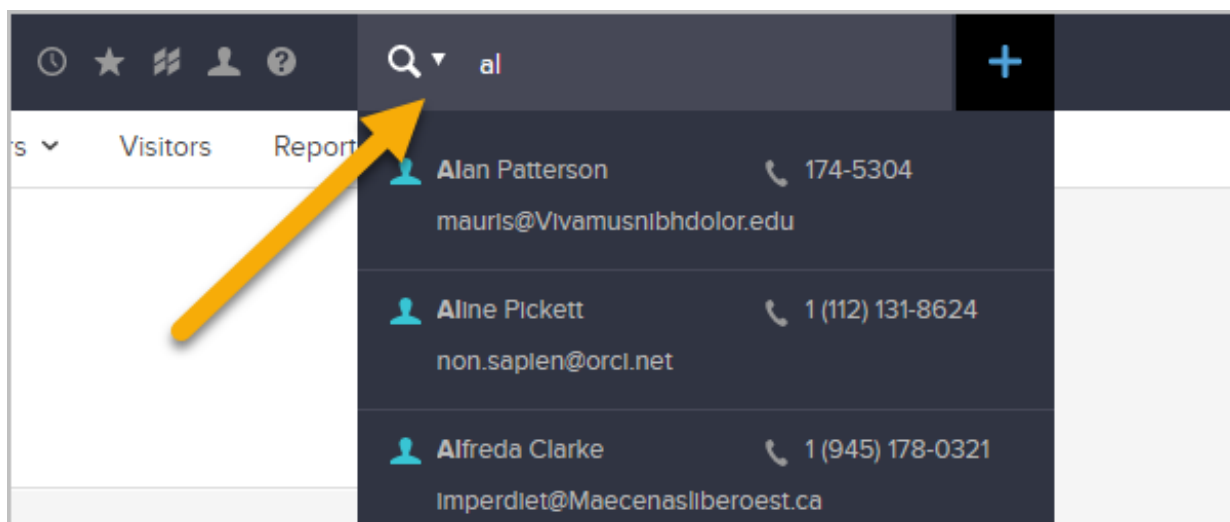 al
rs Visitors Report
Alan Patterson 174-5304
mauris@Vivamusnibhdolor.edu
Aline Pickett 1 (112) 131-8624
non.sapien@orci.net
Alfreda Clarke 1 (945) 178-0321
imperdiet@Maecenasliberoest.ca